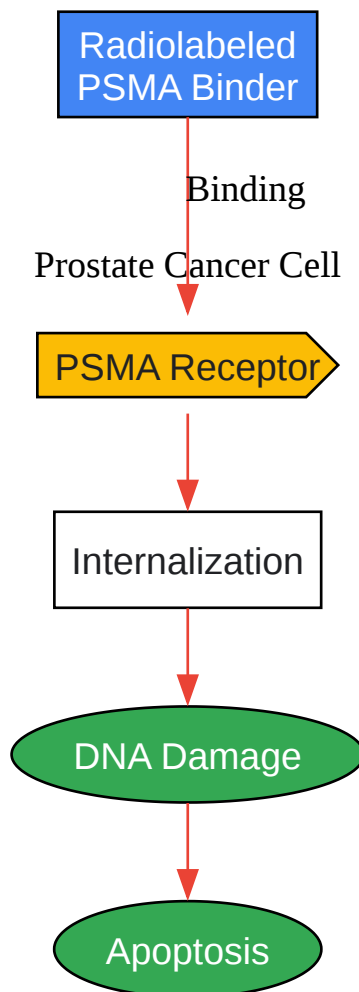 Radiolabeled
PSMA Binder
Binding
Prostate Cancer Cell
PSMA Receptor
Internalization
DNA Damage
Apoptosis